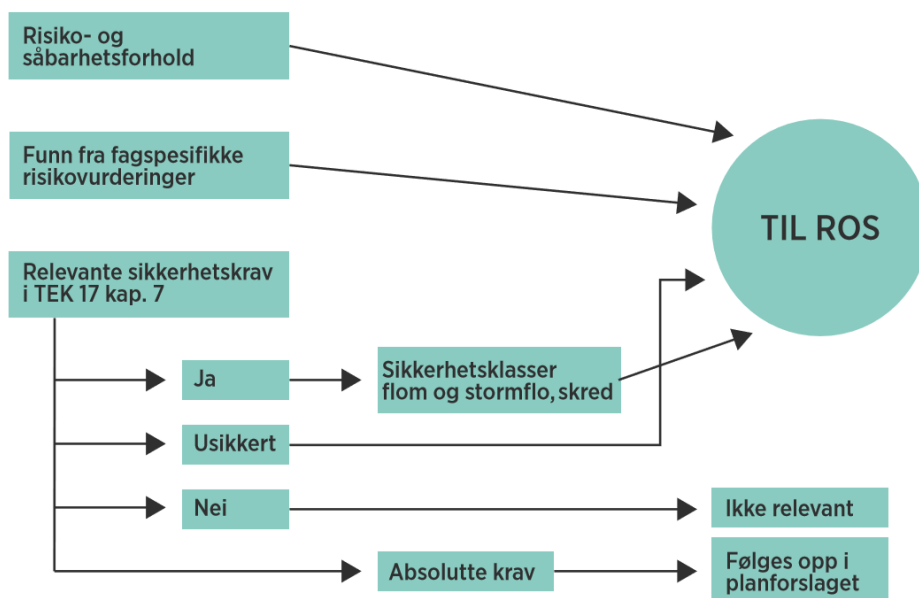 Risiko- og
såbarhetsforhold
Funn fra fagspesifikke
risikovurderinger
TIL ROS
Relevante sikkerhetskrav
i TEK 17 kap. 7
Ja
Sikkerhetsklasser
flom og stormflo, skred
Usikkert
Nei
Ikke relevant
Absolutte krav
Følges opp i
planforslaget